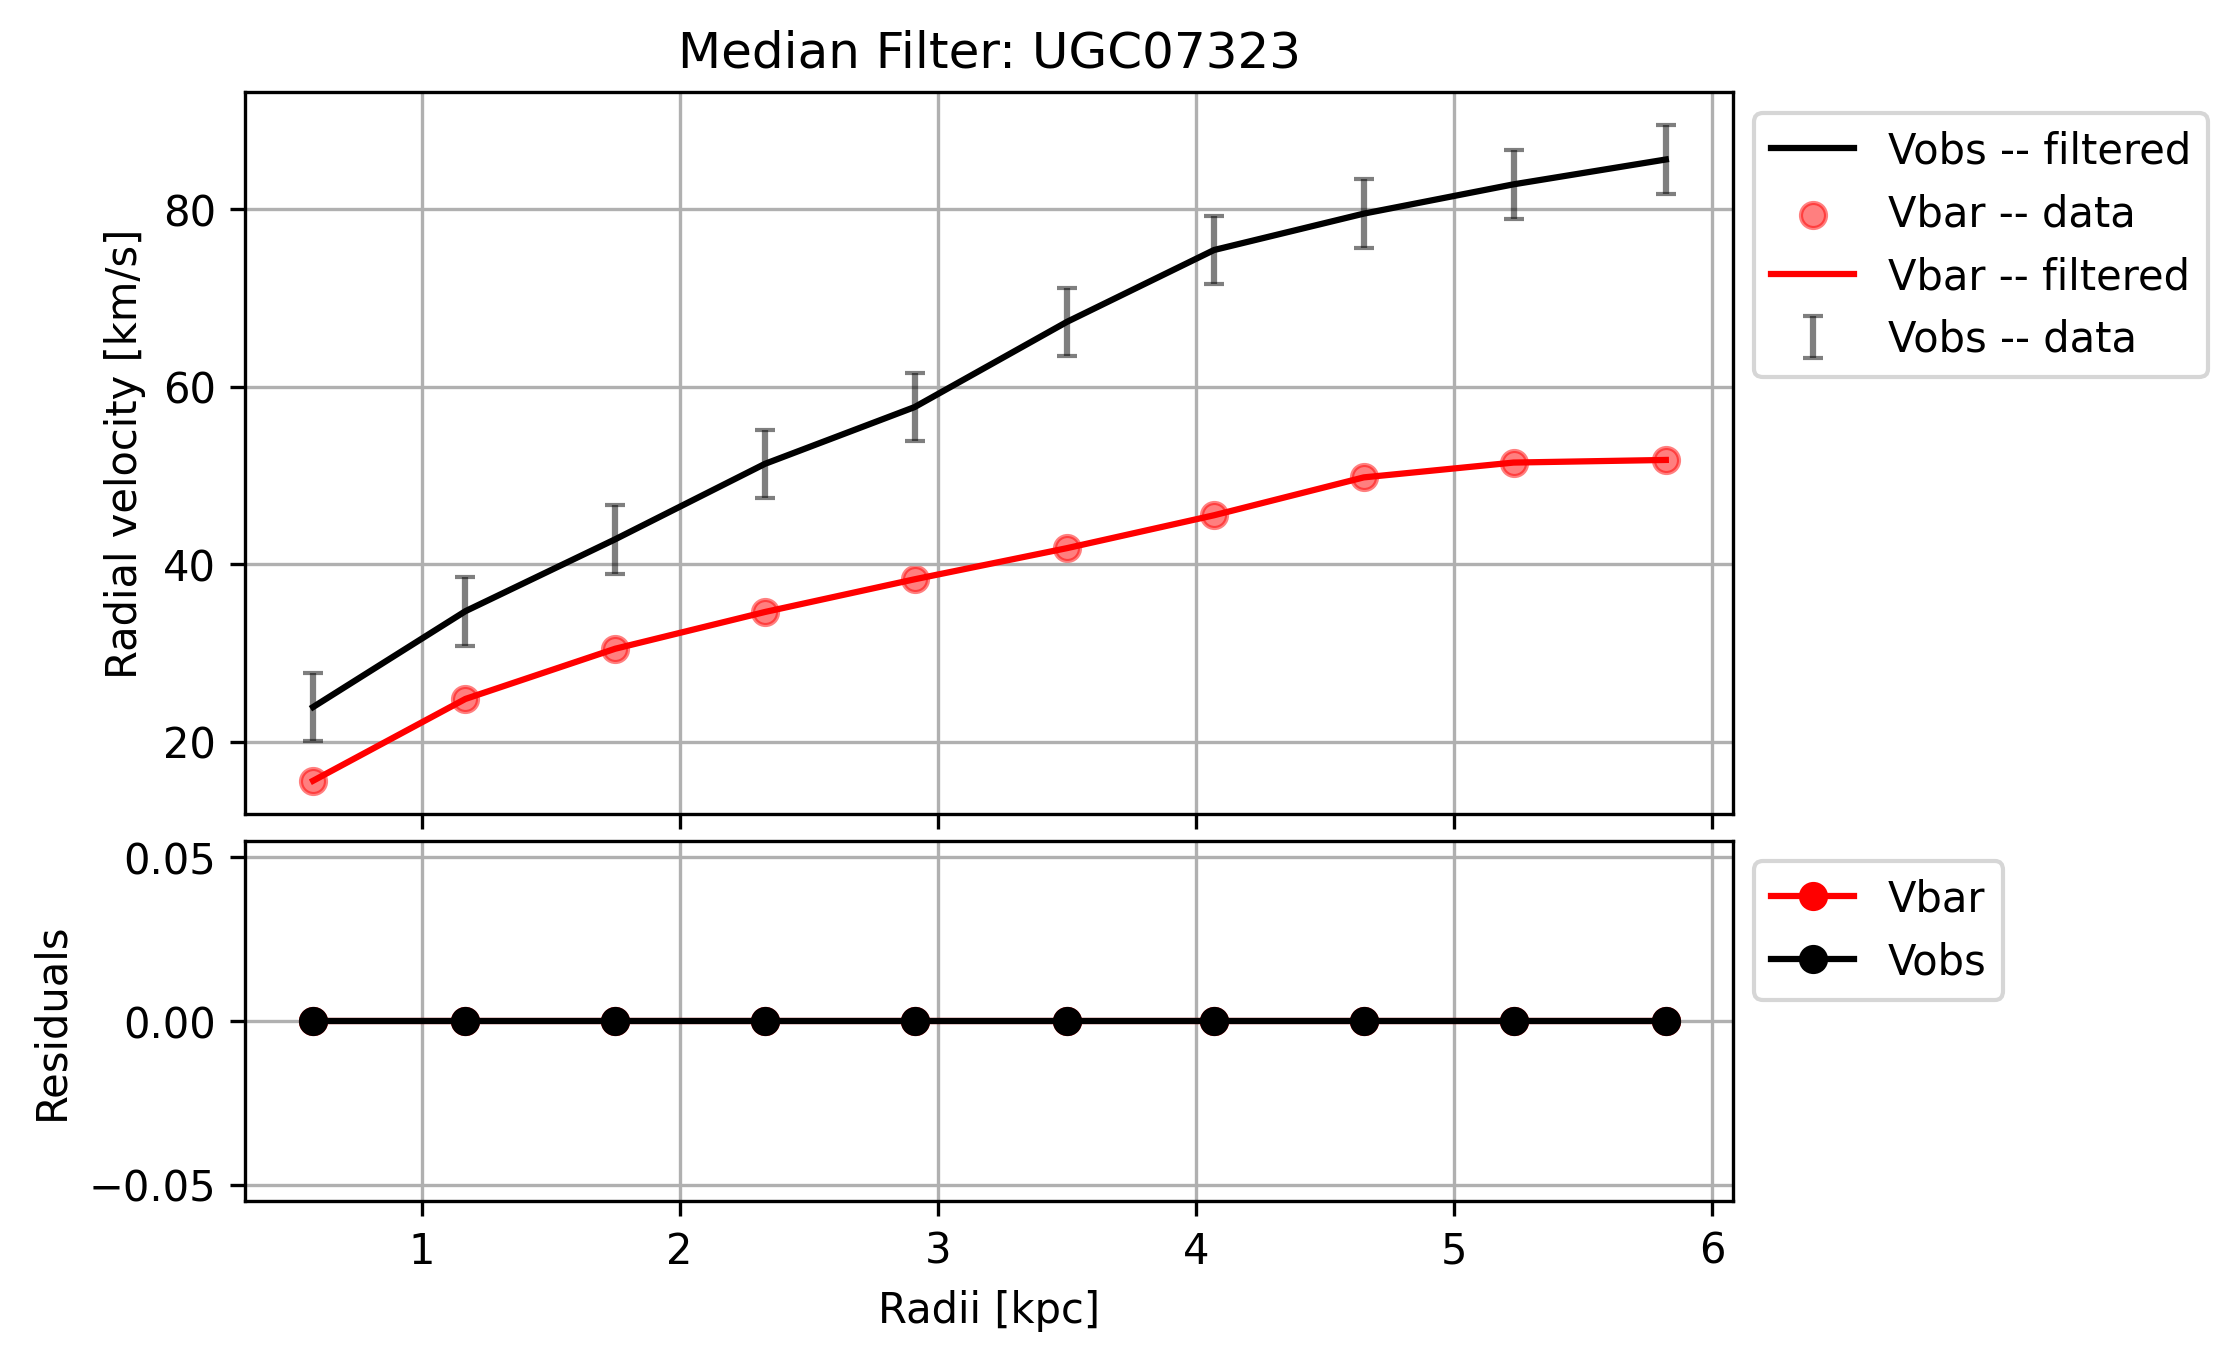 Median Filter: UGC07323
Radial velocity [km/s]
80
60
40
20
Vobs -- filtered
Vbar -- data
Vbar -- filtered
Vobs -- data
Residuals
0.05
0.00
−0.05
Vbar
Vobs
1 2 3 4 5 6
Radii [kpc]